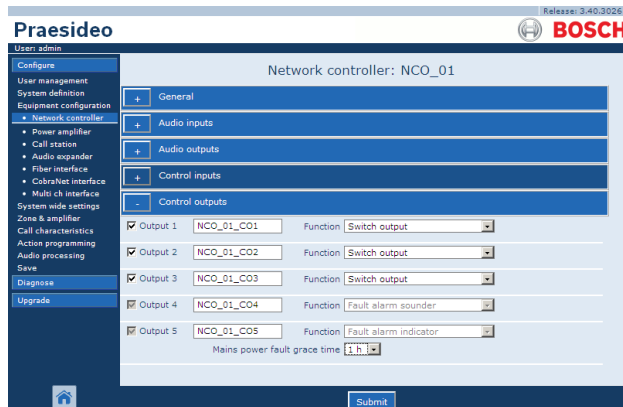 Release: 3.40.3026
Praesideo
BOSCH
User: admin
Configure
User management
System definition
Equipment configuration
• Network controller
• Power amplifier
• Call station
• Audio expander
• Fiber interface
• CobraNet interface
• Multi ch interface
System wide settings
Zone & amplifier
Call characteristics
Action programming
Audio processing
Save
Diagnose
Upgrade
Network controller: NCO_01
+ General
+ Audio inputs
+ Audio outputs
+ Control inputs
- Control outputs
Output 1 NCO_01_CO1 Function Switch output
Output 2 NCO_01_CO2 Function Switch output
Output 3 NCO_01_CO3 Function Switch output
Output 4 NCO_01_CO4 Function Fault alarm sounder
Output 5 NCO_01_CO5 Function Fault alarm indicator
Mains power fault grace time 1 h
Submit